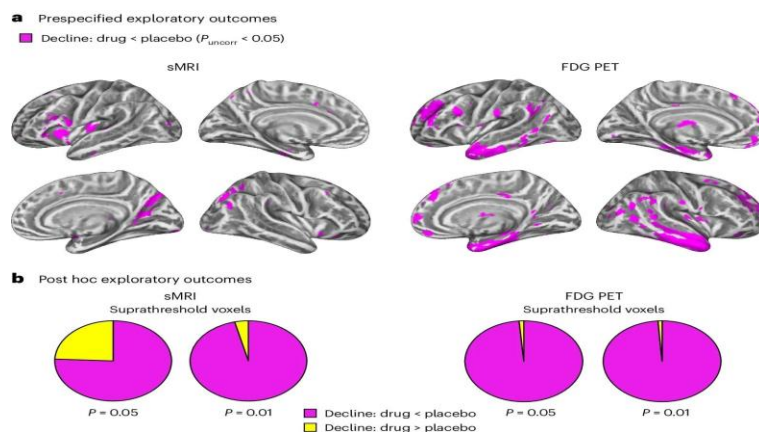 a Prespecified exploratory outcomes
Decline: drug < placebo (Puncorr < 0.05)
sMRI
FDG PET
b Post hoc exploratory outcomes
sMRI
Suprathreshold voxels
FDG PET
Suprathreshold voxels
P = 0.05
P = 0.01
P = 0.05
P = 0.01
Decline: drug < placebo
Decline: drug > placebo